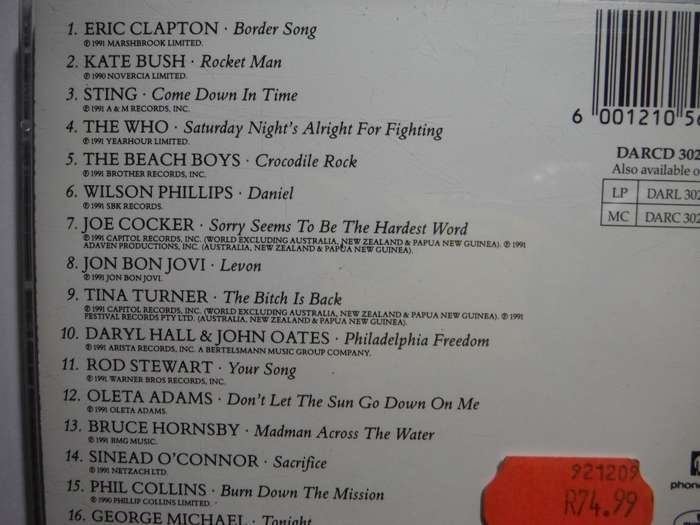 1. ERIC CLAPTON · Border Song
℗ 1991 MARSHBROOK LIMITED.
2. KATE BUSH · Rocket Man
℗ 1990 NOVERCIA LIMITED.
3. STING · Come Down In Time
℗ 1991 A & M RECORDS, INC.
4. THE WHO · Saturday Night's Alright For Fighting
℗ 1991 YEARHOUR LIMITED.
5. THE BEACH BOYS · Crocodile Rock
℗ 1991 BROTHER RECORDS, INC.
6. WILSON PHILLIPS · Daniel
℗ 1991 SBK RECORDS.
7. JOE COCKER · Sorry Seems To Be The Hardest Word
℗ 1991 CAPITOL RECORDS, INC. (WORLD EXCLUDING AUSTRALIA, NEW ZEALAND & PAPUA NEW GUINEA). ℗ 1991
ADAVEN PRODUCTIONS, INC. (AUSTRALIA, NEW ZEALAND & PAPUA NEW GUINEA).
8. JON BON JOVI · Levon
℗ 1991 JON BON JOVI.
9. TINA TURNER · The Bitch Is Back
℗ 1991 CAPITOL RECORDS, INC. (WORLD EXCLUDING AUSTRALIA, NEW ZEALAND & PAPUA NEW GUINEA). ℗ 1991
FESTIVAL RECORDS PTY LTD. (AUSTRALIA, NEW ZEALAND & PAPUA NEW GUINEA).
10. DARYL HALL & JOHN OATES · Philadelphia Freedom
℗ 1991 ARISTA RECORDS, INC. A BERTELSMANN MUSIC GROUP COMPANY.
11. ROD STEWART · Your Song
℗ 1991 WARNER BROS RECORDS, INC.
12. OLETA ADAMS · Don't Let The Sun Go Down On Me
℗ 1991 OLETA ADAMS.
13. BRUCE HORNSBY · Madman Across The Water
℗ 1991 BMG MUSIC.
14. SINEAD O'CONNOR · Sacrifice
℗ 1991 NETZACH LTD.
15. PHIL COLLINS · Burn Down The Mission
℗ 1990 PHILLIP COLLINS LIMITED.
16. GEORGE MICHAEL · Tonight
6 001210 56
DARCD 302
Also available o
LP DARL 302
MC DARC 302
921209
R74.99
phon